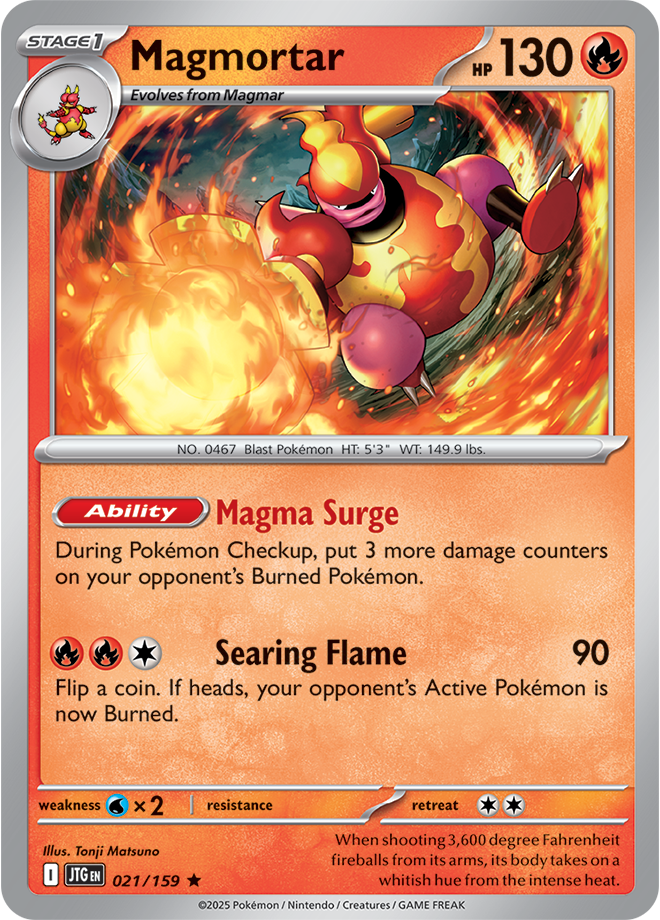 STAGE 1
Magmortar
HP 130
Evolves from Magmar
NO. 0467 Blast Pokémon HT: 5'3" WT: 149.9 lbs.
Ability Magma Surge
During Pokémon Checkup, put 3 more damage counters
on your opponent's Burned Pokémon.
Searing Flame 90
Flip a coin. If heads, your opponent's Active Pokémon is
now Burned.
weakness ×2 resistance retreat
Illus. Tonji Matsuno
I JTG EN 021/159 ★
When shooting 3,600 degree Fahrenheit
fireballs from its arms, its body takes on a
whitish hue from the intense heat.
©2025 Pokémon / Nintendo / Creatures / GAME FREAK